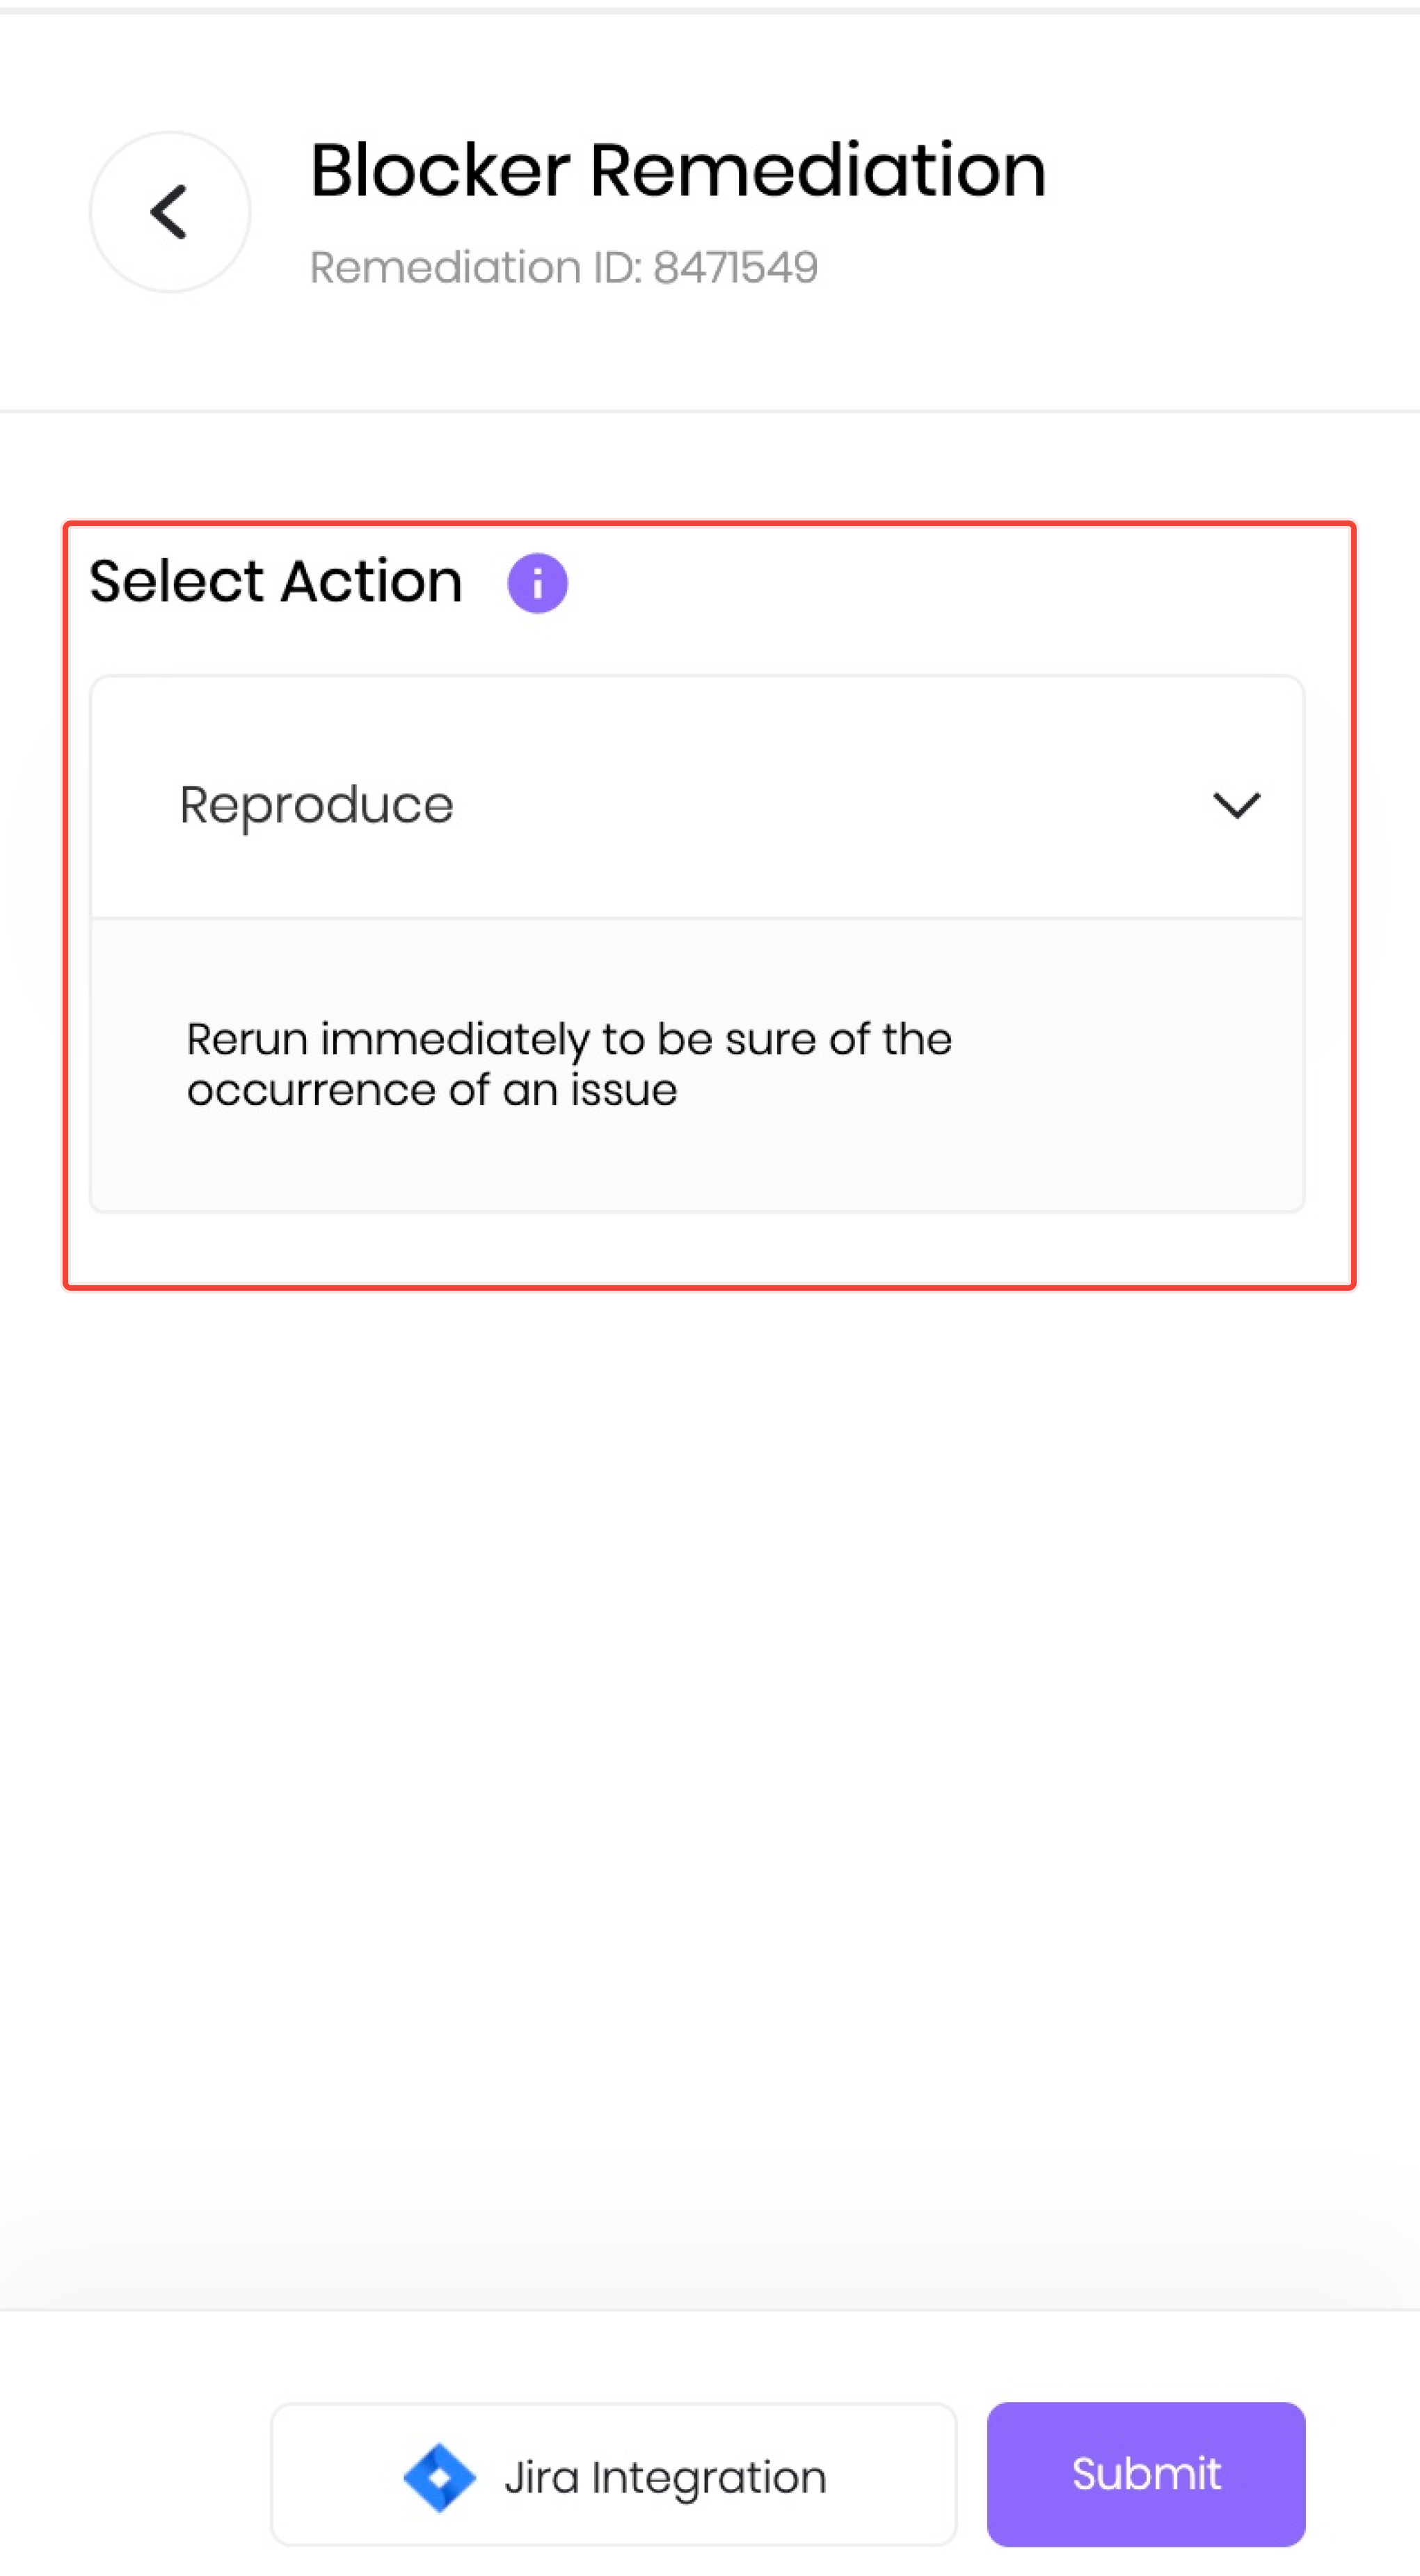 Blocker Remediation
Remediation ID: 8471549
Select Action
Reproduce
Rerun immediately to be sure of the
occurrence of an issue
Jira Integration
Submit